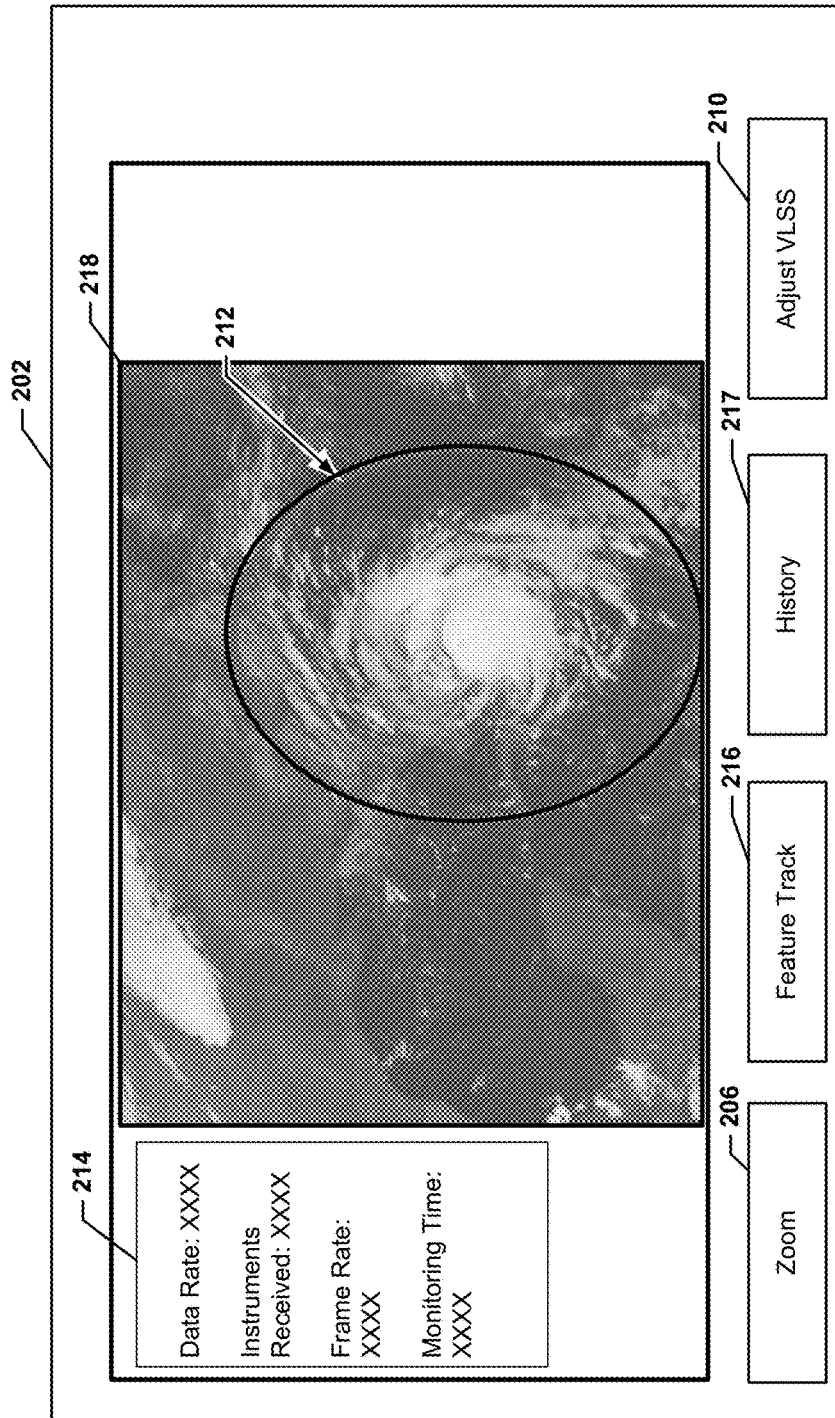 202
218
212
214
Data Rate: XXXX
Instruments
Received: XXXX
Frame Rate:
XXXX
Monitoring Time:
XXXX
206
Zoom
216
Feature Track
217
History
210
Adjust VLSS